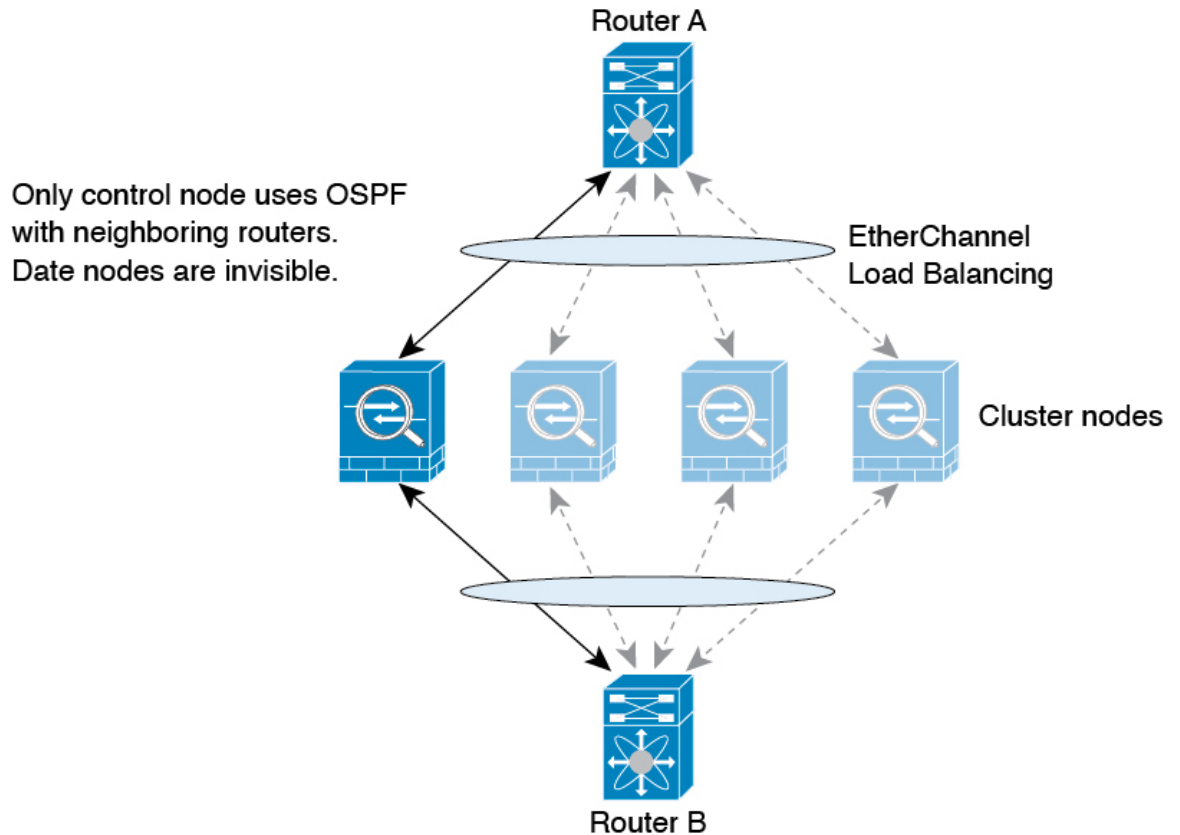 Router A
Only control node uses OSPF
with neighboring routers.
Date nodes are invisible.
EtherChannel
Load Balancing
Cluster nodes
Router B